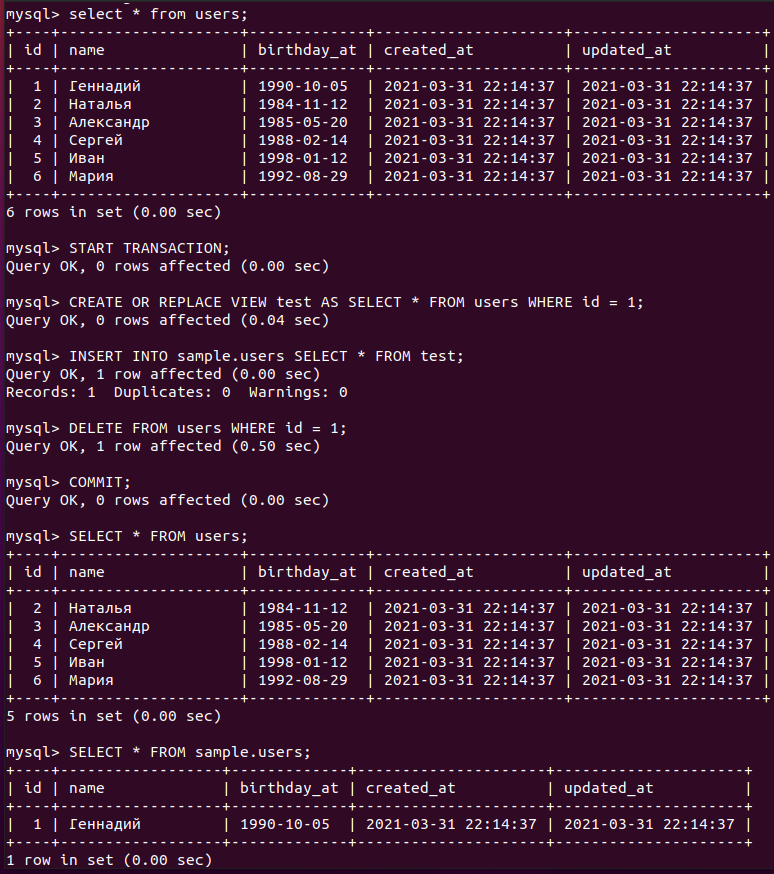 mysql> select * from users;
+----+--------------------+-------------+---------------------+---------------------+
| id | name               | birthday_at | created_at          | updated_at          |
+----+--------------------+-------------+---------------------+---------------------+
|  1 | Геннадий           | 1990-10-05  | 2021-03-31 22:14:37 | 2021-03-31 22:14:37 |
|  2 | Наталья            | 1984-11-12  | 2021-03-31 22:14:37 | 2021-03-31 22:14:37 |
|  3 | Александр          | 1985-05-20  | 2021-03-31 22:14:37 | 2021-03-31 22:14:37 |
|  4 | Сергей             | 1988-02-14  | 2021-03-31 22:14:37 | 2021-03-31 22:14:37 |
|  5 | Иван               | 1998-01-12  | 2021-03-31 22:14:37 | 2021-03-31 22:14:37 |
|  6 | Мария              | 1992-08-29  | 2021-03-31 22:14:37 | 2021-03-31 22:14:37 |
+----+--------------------+-------------+---------------------+---------------------+
6 rows in set (0.00 sec)
mysql> START TRANSACTION;
Query OK, 0 rows affected (0.00 sec)
mysql> CREATE OR REPLACE VIEW test AS SELECT * FROM users WHERE id = 1;
Query OK, 0 rows affected (0.04 sec)
mysql> INSERT INTO sample.users SELECT * FROM test;
Query OK, 1 row affected (0.00 sec)
Records: 1  Duplicates: 0  Warnings: 0
mysql> DELETE FROM users WHERE id = 1;
Query OK, 1 row affected (0.50 sec)
mysql> COMMIT;
Query OK, 0 rows affected (0.00 sec)
mysql> SELECT * FROM users;
+----+--------------------+-------------+---------------------+---------------------+
| id | name               | birthday_at | created_at          | updated_at          |
+----+--------------------+-------------+---------------------+---------------------+
|  2 | Наталья            | 1984-11-12  | 2021-03-31 22:14:37 | 2021-03-31 22:14:37 |
|  3 | Александр          | 1985-05-20  | 2021-03-31 22:14:37 | 2021-03-31 22:14:37 |
|  4 | Сергей             | 1988-02-14  | 2021-03-31 22:14:37 | 2021-03-31 22:14:37 |
|  5 | Иван               | 1998-01-12  | 2021-03-31 22:14:37 | 2021-03-31 22:14:37 |
|  6 | Мария              | 1992-08-29  | 2021-03-31 22:14:37 | 2021-03-31 22:14:37 |
+----+--------------------+-------------+---------------------+---------------------+
5 rows in set (0.00 sec)
mysql> SELECT * FROM sample.users;
+----+------------------+-------------+---------------------+---------------------+
| id | name             | birthday_at | created_at          | updated_at          |
+----+------------------+-------------+---------------------+---------------------+
|  1 | Геннадий         | 1990-10-05  | 2021-03-31 22:14:37 | 2021-03-31 22:14:37 |
+----+------------------+-------------+---------------------+---------------------+
1 row in set (0.00 sec)